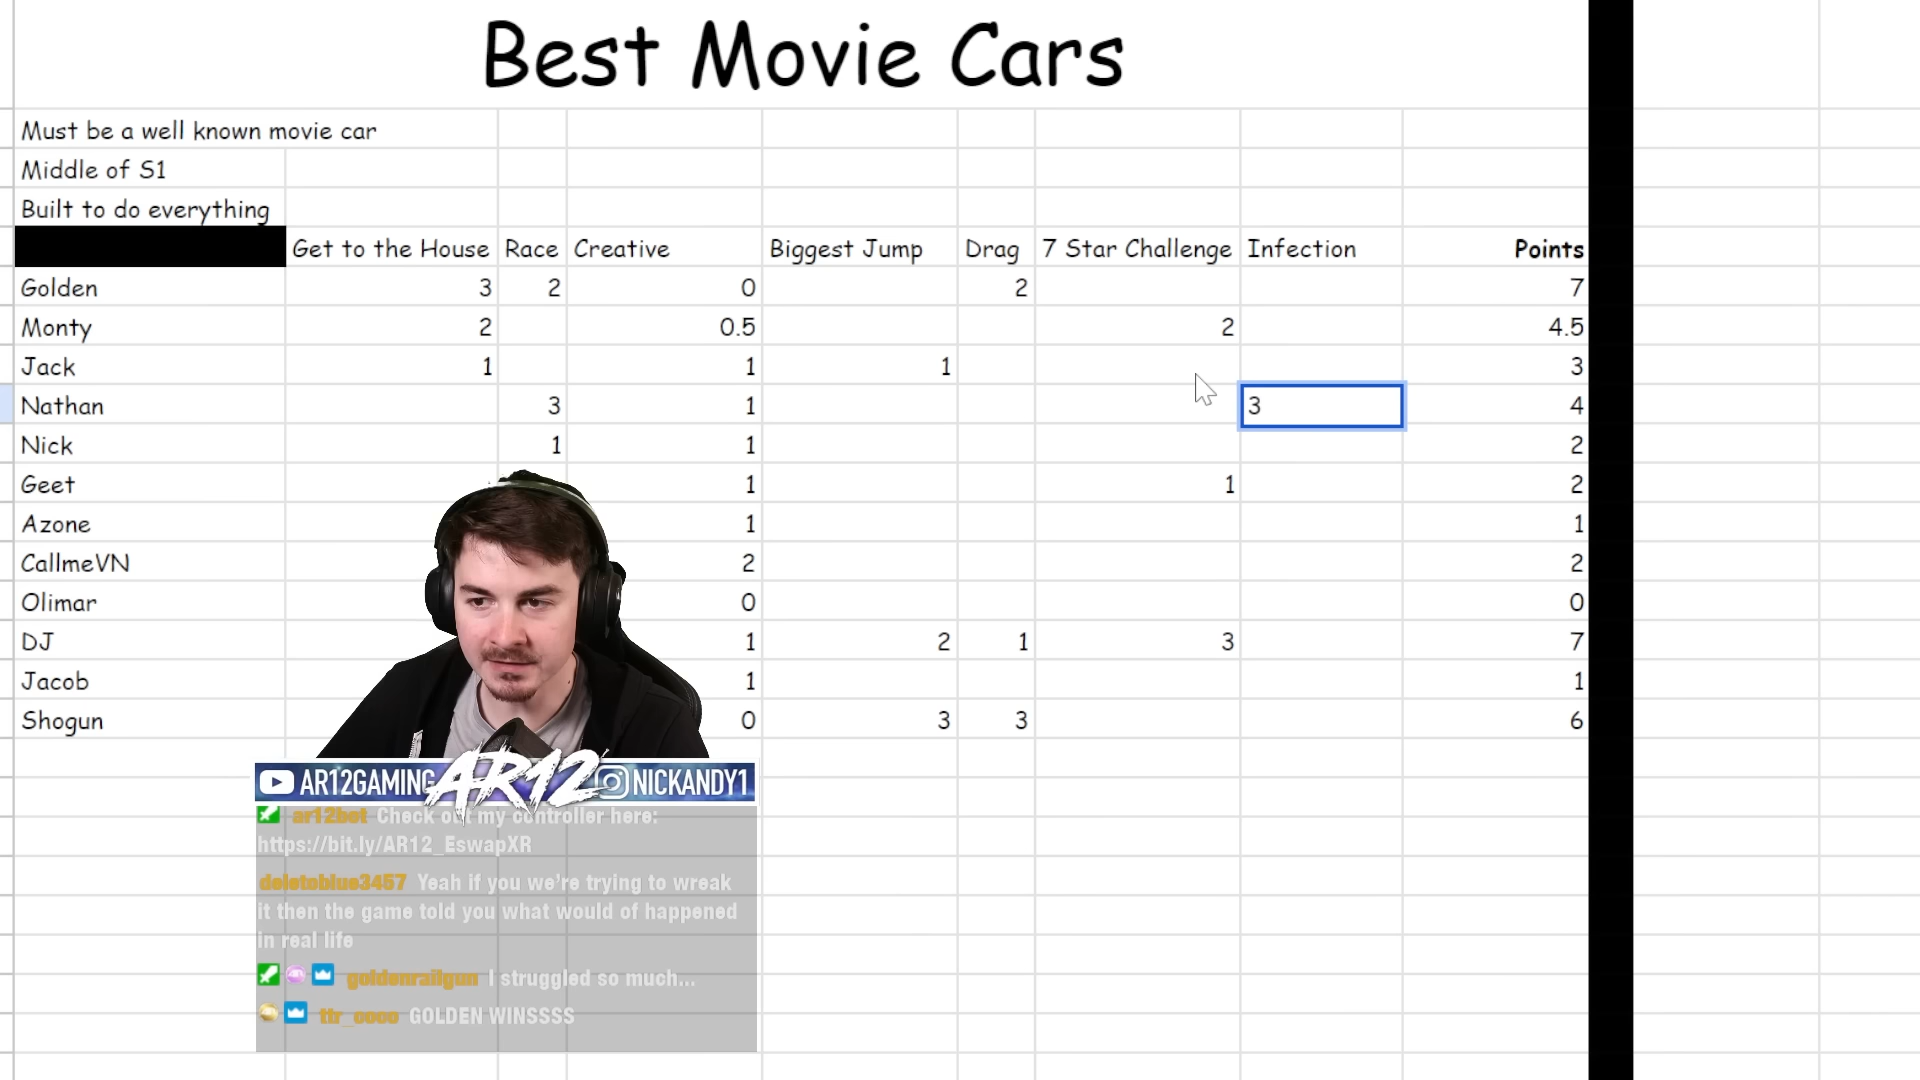 Best Movie Cars
Must be a well known movie car
Middle of S1
Built to do everything
Get to the House Race Creative Biggest Jump Drag 7 Star Challenge Infection Points
Golden 3 2 0 2 7
Monty 2 0.5 2 4.5
Jack 1 1 1 3
Nathan 3 1 3 4
Nick 1 1 2
Geet 1 1 2
Azone 1 1
CallmeVN 2 2
Olimar 0 0
DJ 1 2 1 3 7
Jacob 1 1
Shogun 0 3 3 6
AR12GAMING AR12 NICKANDY1
ar12bot Check out my controller here:
https://bit.ly/AR12_EswapXR
deletoblue3457 Yeah if you we're trying to wreak
it then the game told you what would of happened
in real life
goldenrailgun I struggled so much...
ttr_coco GOLDEN WINSSSS